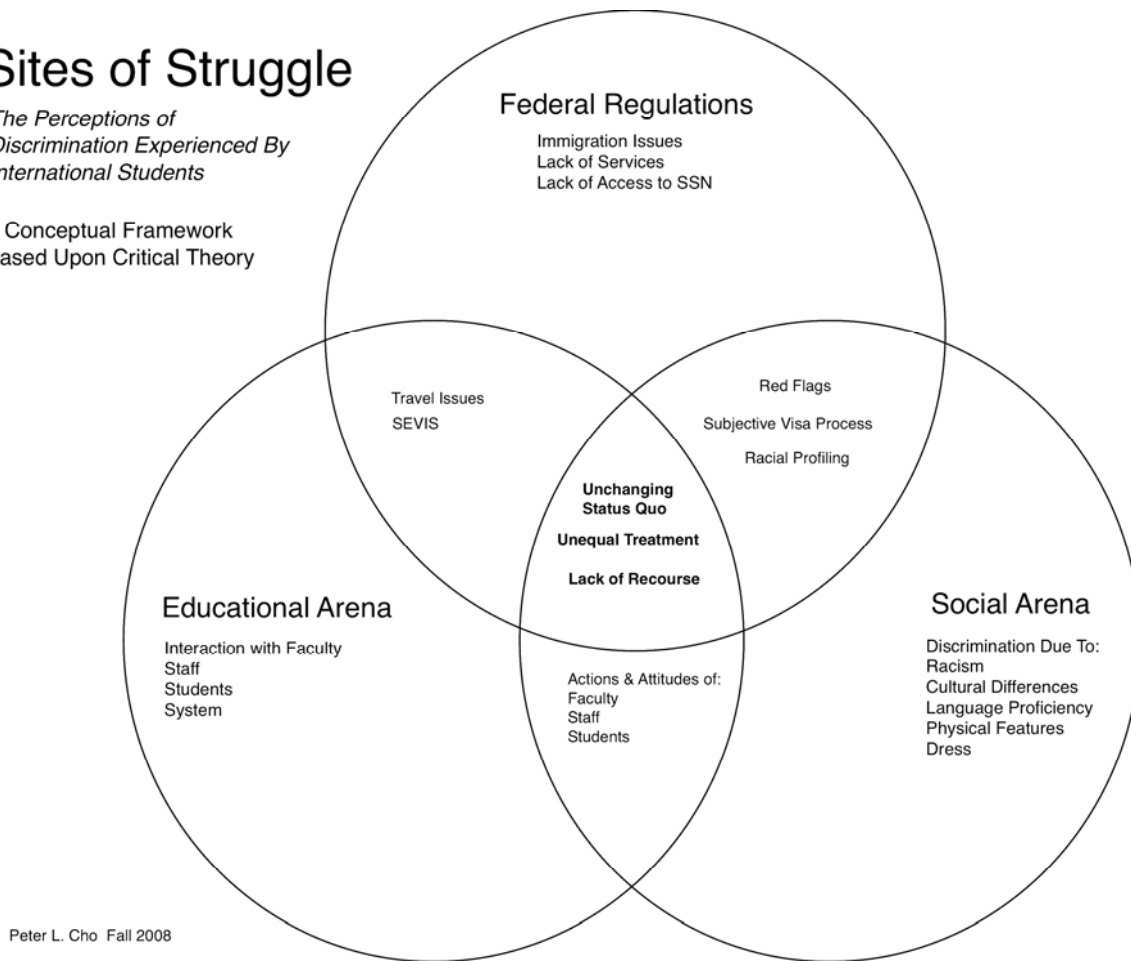 Sites of Struggle
The Perceptions of
Discrimination Experienced By
International Students
Conceptual Framework
Based Upon Critical Theory
Federal Regulations
Immigration Issues
Lack of Services
Lack of Access to SSN
Travel Issues
SEVIS
Red Flags
Subjective Visa Process
Racial Profiling
Unchanging
Status Quo
Unequal Treatment
Lack of Recourse
Educational Arena
Interaction with Faculty
Staff
Students
System
Social Arena
Discrimination Due To:
Racism
Cultural Differences
Language Proficiency
Physical Features
Dress
Actions & Attitudes of:
Faculty
Staff
Students
Peter L. Cho Fall 2008